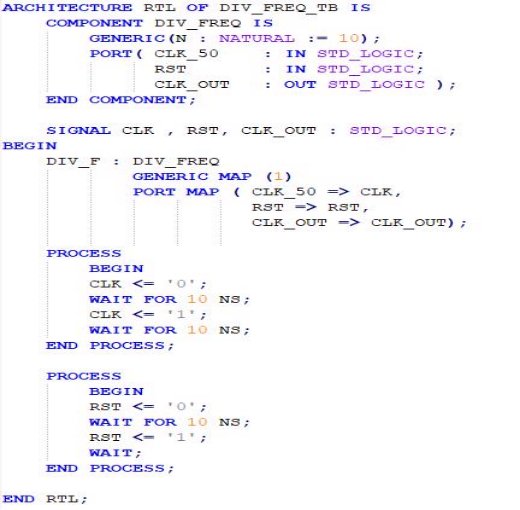 ARCHITECTURE RTL OF DIV_FREQ_TB IS
COMPONENT DIV_FREQ IS
GENERIC(N : NATURAL := 10);
PORT( CLK_50 : IN STD_LOGIC;
RST : IN STD_LOGIC;
CLK_OUT : OUT STD_LOGIC );
END COMPONENT;
SIGNAL CLK , RST, CLK_OUT : STD_LOGIC;
BEGIN
DIV_F : DIV_FREQ
GENERIC MAP (1)
PORT MAP ( CLK_50 => CLK,
RST => RST,
CLK_OUT => CLK_OUT);
PROCESS
BEGIN
CLK <= '0';
WAIT FOR 10 NS;
CLK <= '1';
WAIT FOR 10 NS;
END PROCESS;
PROCESS
BEGIN
RST <= '0';
WAIT FOR 10 NS;
RST <= '1';
WAIT;
END PROCESS;
END RTL;